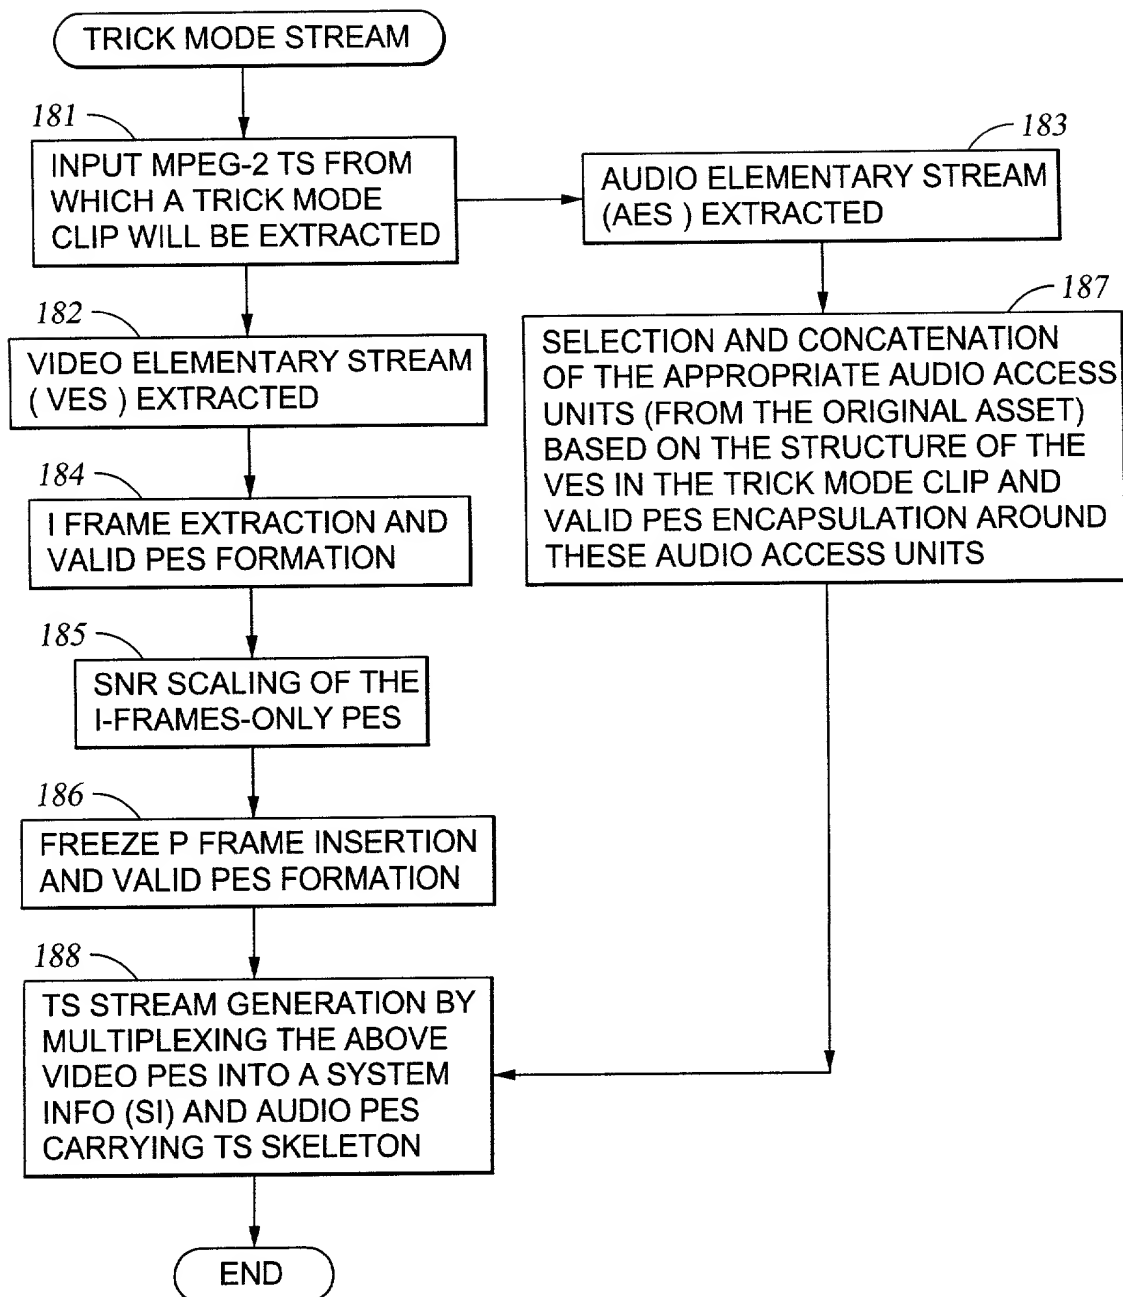 TRICK MODE STREAM
181
INPUT MPEG-2 TS FROM
WHICH A TRICK MODE
CLIP WILL BE EXTRACTED
183
AUDIO ELEMENTARY STREAM
(AES ) EXTRACTED
182
VIDEO ELEMENTARY STREAM
( VES ) EXTRACTED
187
SELECTION AND CONCATENATION
OF THE APPROPRIATE AUDIO ACCESS
UNITS (FROM THE ORIGINAL ASSET)
BASED ON THE STRUCTURE OF THE
VES IN THE TRICK MODE CLIP AND
VALID PES ENCAPSULATION AROUND
THESE AUDIO ACCESS UNITS
184
I FRAME EXTRACTION AND
VALID PES FORMATION
185
SNR SCALING OF THE
I-FRAMES-ONLY PES
186
FREEZE P FRAME INSERTION
AND VALID PES FORMATION
188
TS STREAM GENERATION BY
MULTIPLEXING THE ABOVE
VIDEO PES INTO A SYSTEM
INFO (SI) AND AUDIO PES
CARRYING TS SKELETON
END